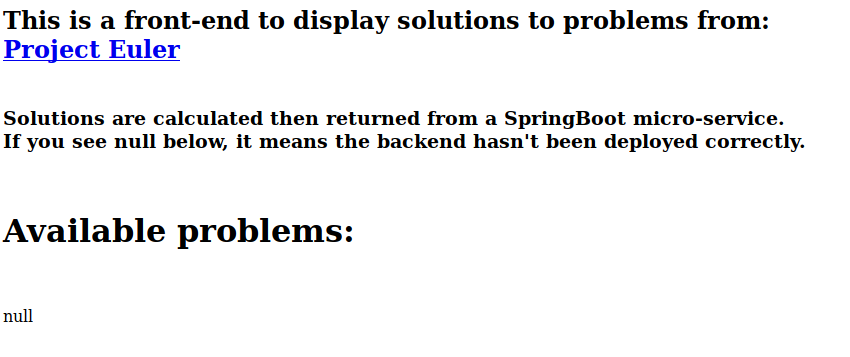 This is a front-end to display solutions to problems from:
Project Euler
Solutions are calculated then returned from a SpringBoot micro-service.
If you see null below, it means the backend hasn't been deployed correctly.
Available problems:
null